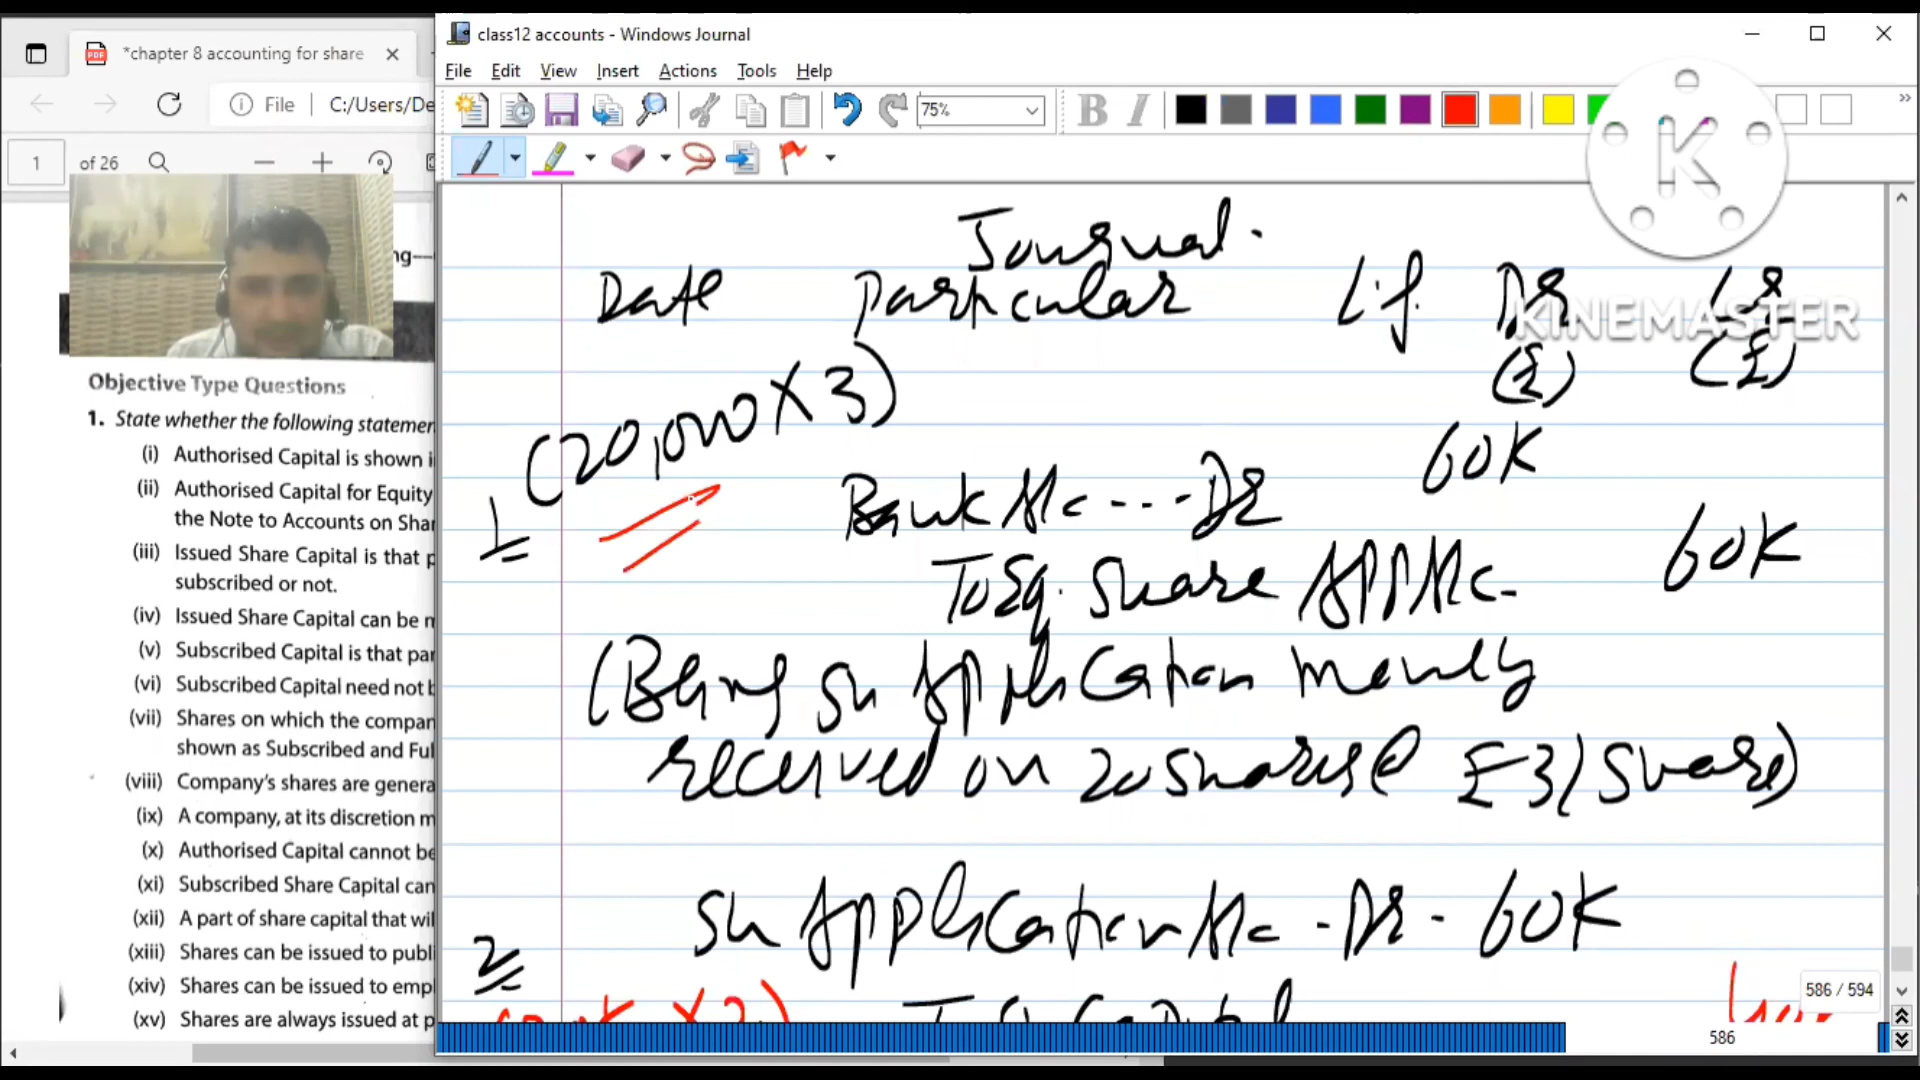 *chapter 8 accounting for share
File
C:/Users/De
1 of 26
ng—
Objective Type Questions
1. State whether the following statemen
(i) Authorised Capital is shown i
(ii) Authorised Capital for Equity
the Note to Accounts on Shar
(iii) Issued Share Capital is that p
subscribed or not.
(iv) Issued Share Capital can be m
(v) Subscribed Capital is that par
(vi) Subscribed Capital need not b
(vii) Shares on which the compan
shown as Subscribed and Ful
(viii) Company's shares are genera
(ix) A company, at its discretion m
(x) Authorised Capital cannot be
(xi) Subscribed Share Capital can
(xii) A part of share capital that wil
(xiii) Shares can be issued to publi
(xiv) Shares can be issued to empl
(xv) Shares are always issued at p
class12 accounts - Windows Journal
File Edit View Insert Actions Tools Help
75%
B I
K
KINEMASTER
Journal.
Date Particular L.f. Dr Cr
(₤) (₤)
(20,000 X 3)
60K
1 Bank A/c --- Dr
60K
To Eq. Share App A/c.
(Being sh Application money
received on 20 shares @ ₤3/Share)
2 sh Application A/c - Dr - 60K
586 / 594
586